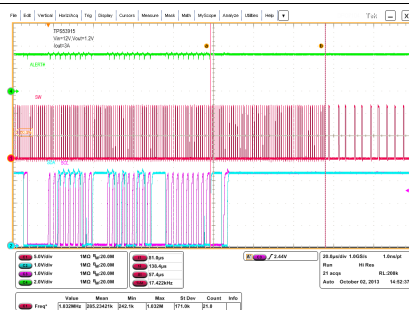 File Edit Vertical Horiz/Acq Trig Display Cursors Measure Mask Math MyScope Analyze Utilities Help
Tek
TPS53915
Vin=12V,Vout=1.2V
Iout=3A
ALERT#
SW
a
b
5.0V/div 1MΩ 20.0M
1.0V/div 1MΩ 20.0M
1.0V/div 1MΩ 20.0M
2.0V/div 1MΩ 20.0M
57.4µs
17.422kHz
2.44V
20.0µs/div 1.0GS/s 1.0ns/pt
Run Hi Res
21 acqs RL:200k
Auto October 02, 2013 14:52:37
Value Mean Min Max St Dev Count Info
Freq* 1.032MHz 242.1k 1.032M 171.0k 21.0